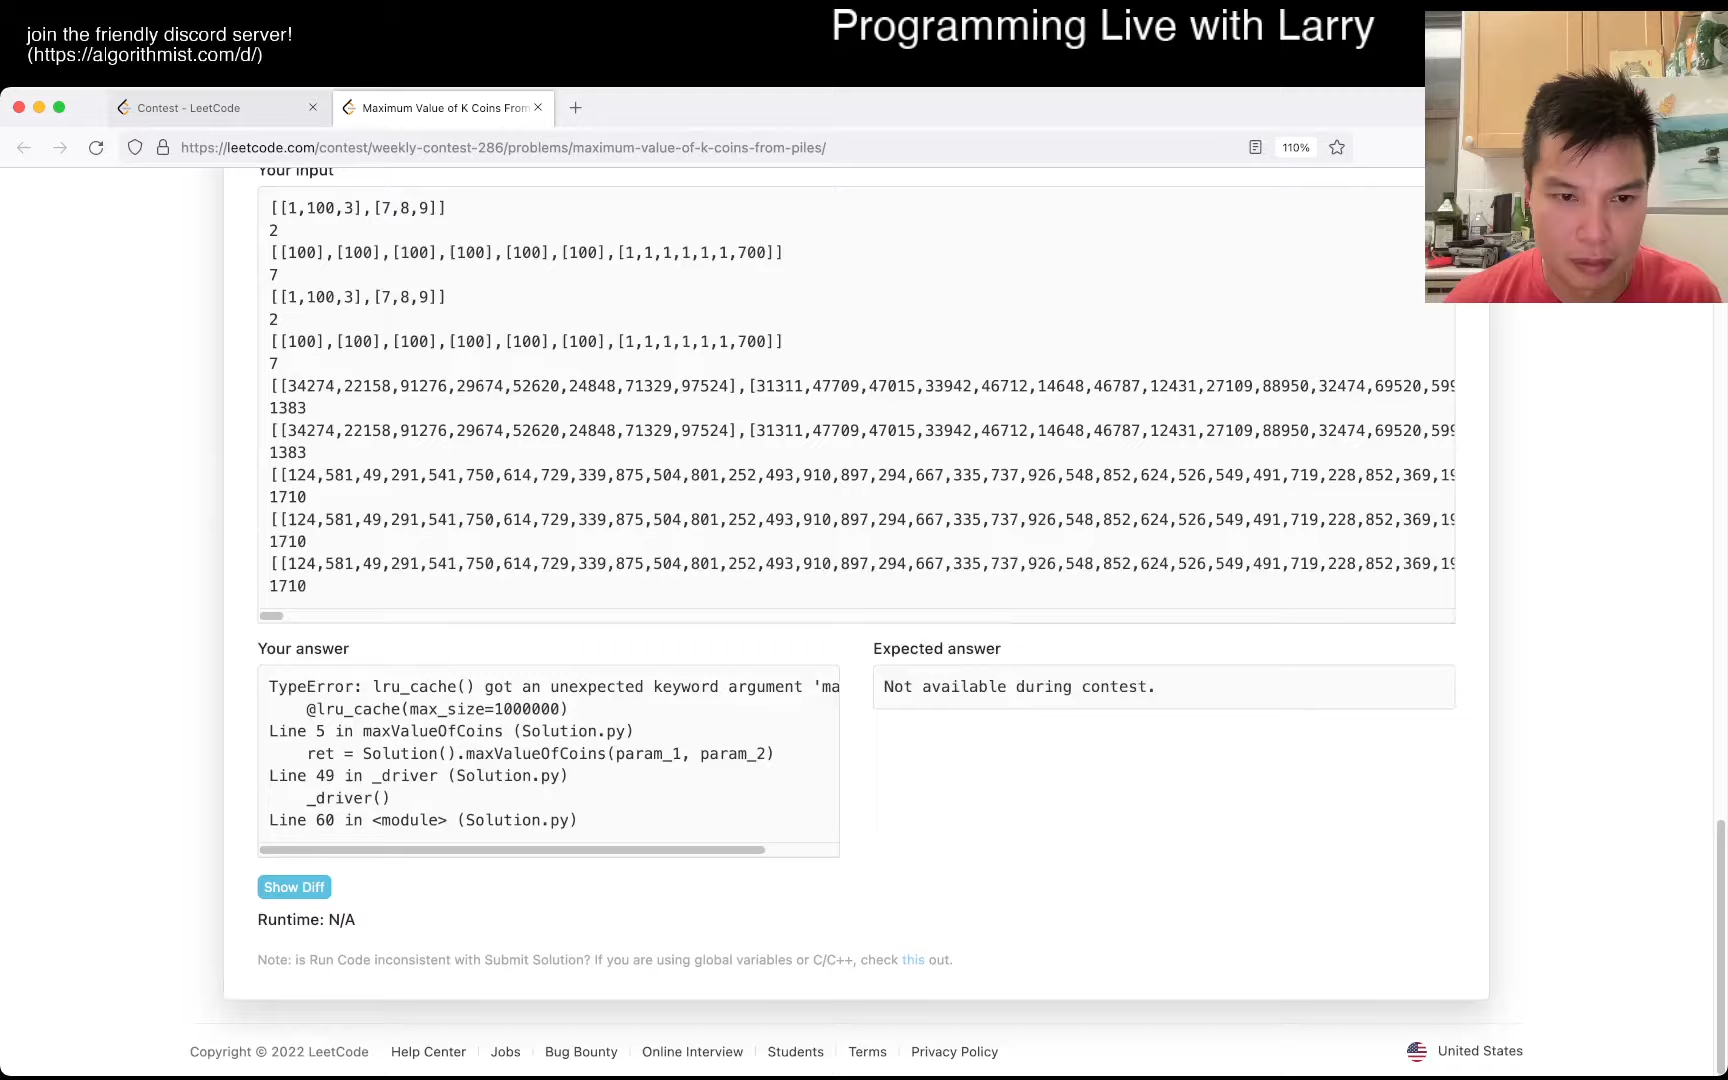 join the friendly discord server!
(https://algorithmist.com/d/)
Programming Live with Larry
Contest - LeetCode
Maximum Value of K Coins From
https://leetcode.com/contest/weekly-contest-286/problems/maximum-value-of-k-coins-from-piles/
110%
Your input
[[1,100,3],[7,8,9]]
2
[[100],[100],[100],[100],[100],[100],[1,1,1,1,1,1,700]]
7
[[1,100,3],[7,8,9]]
2
[[100],[100],[100],[100],[100],[100],[1,1,1,1,1,1,700]]
7
[[34274,22158,91276,29674,52620,24848,71329,97524],[31311,47709,47015,33942,46712,14648,46787,12431,27109,88950,32474,69520,599
1383
[[34274,22158,91276,29674,52620,24848,71329,97524],[31311,47709,47015,33942,46712,14648,46787,12431,27109,88950,32474,69520,599
1383
[[124,581,49,291,541,750,614,729,339,875,504,801,252,493,910,897,294,667,335,737,926,548,852,624,526,549,491,719,228,852,369,19
1710
[[124,581,49,291,541,750,614,729,339,875,504,801,252,493,910,897,294,667,335,737,926,548,852,624,526,549,491,719,228,852,369,19
1710
[[124,581,49,291,541,750,614,729,339,875,504,801,252,493,910,897,294,667,335,737,926,548,852,624,526,549,491,719,228,852,369,19
1710
Your answer
Expected answer
TypeError: lru_cache() got an unexpected keyword argument 'ma
@lru_cache(max_size=1000000)
Line 5 in maxValueOfCoins (Solution.py)
ret = Solution().maxValueOfCoins(param_1, param_2)
Line 49 in _driver (Solution.py)
_driver()
Line 60 in <module> (Solution.py)
Not available during contest.
Show Diff
Runtime: N/A
Note: is Run Code inconsistent with Submit Solution? If you are using global variables or C/C++, check this out.
Copyright © 2022 LeetCode
Help Center
Jobs
Bug Bounty
Online Interview
Students
Terms
Privacy Policy
United States